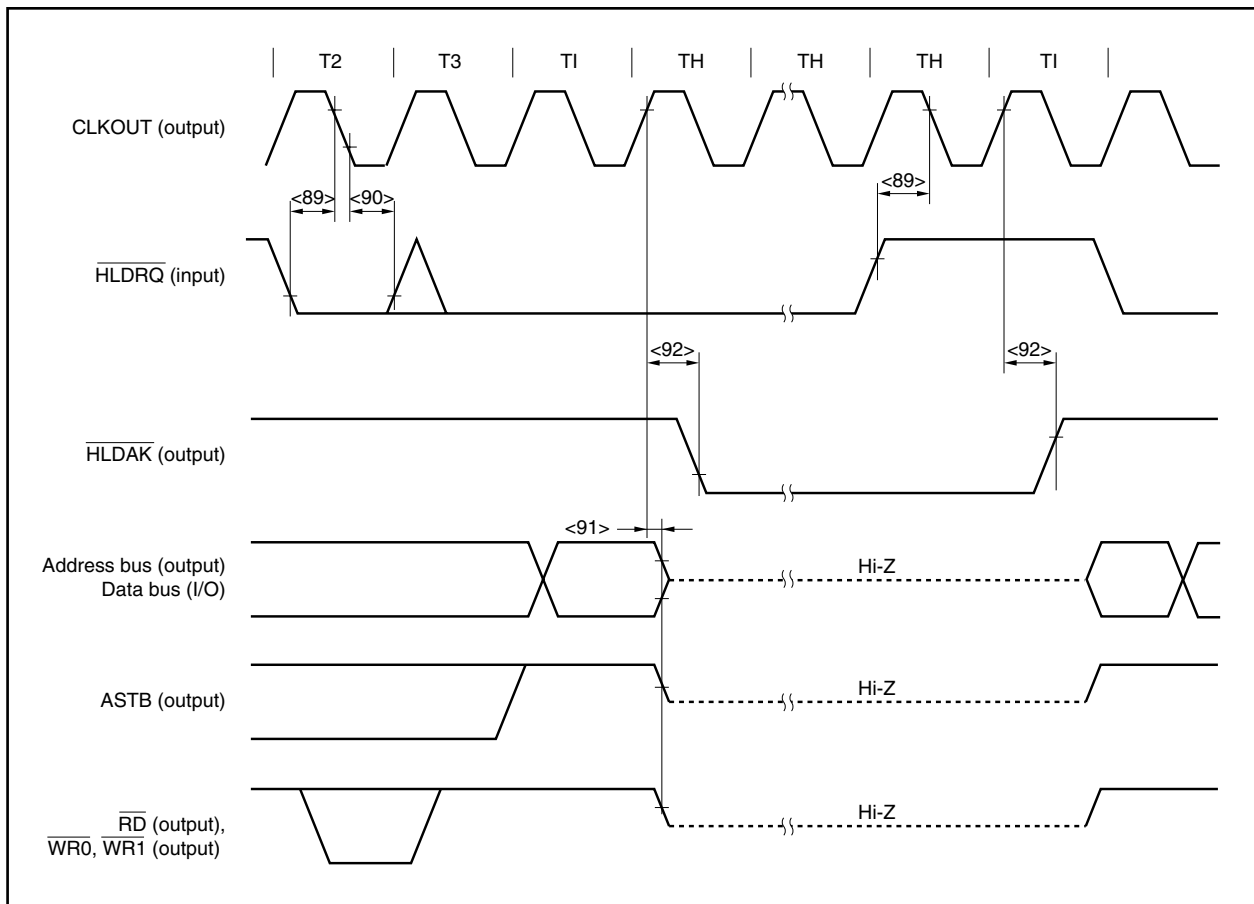 T2 T3 TI TH TH TH TI
CLKOUT (output)
<89> <90> <89>
HLDRQ (input)
<92> <92>
HLDAK (output)
<91>
Address bus (output)
Data bus (I/O)
Hi-Z
ASTB (output)
Hi-Z
RD (output),
WR0, WR1 (output)
Hi-Z